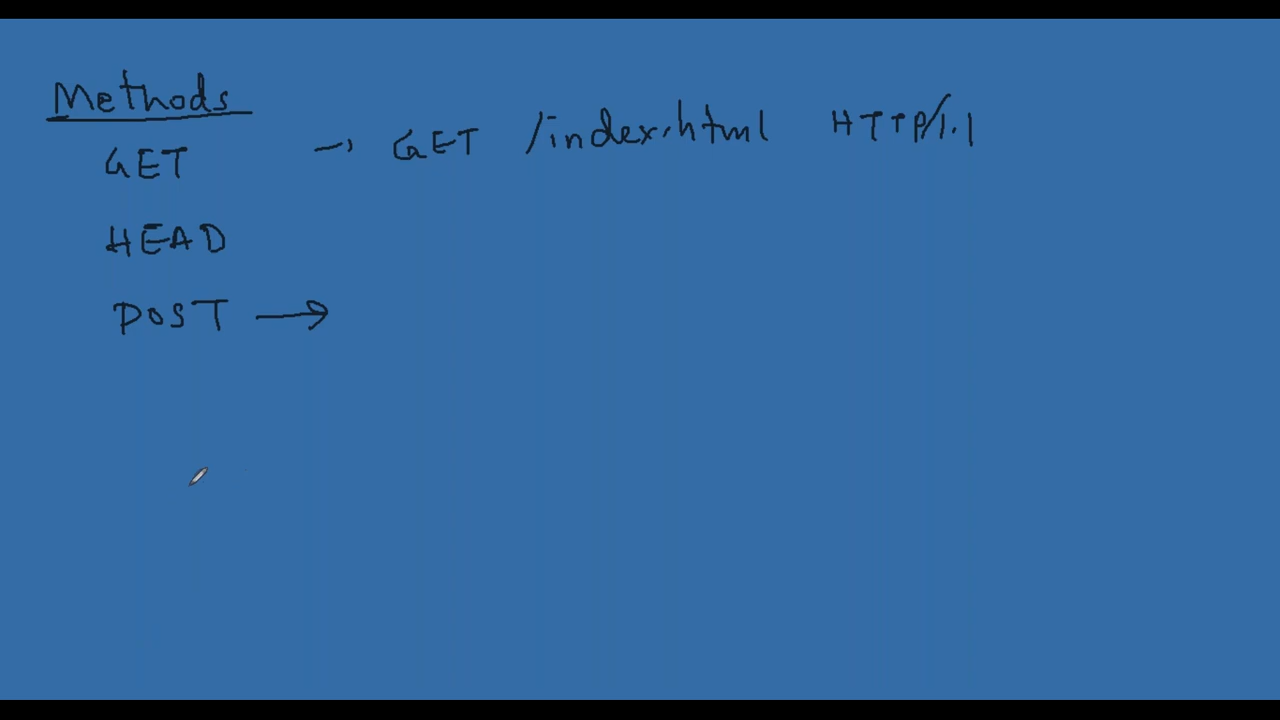 Methods
GET → GET /index.html HTTP/1.1
HEAD
POST →